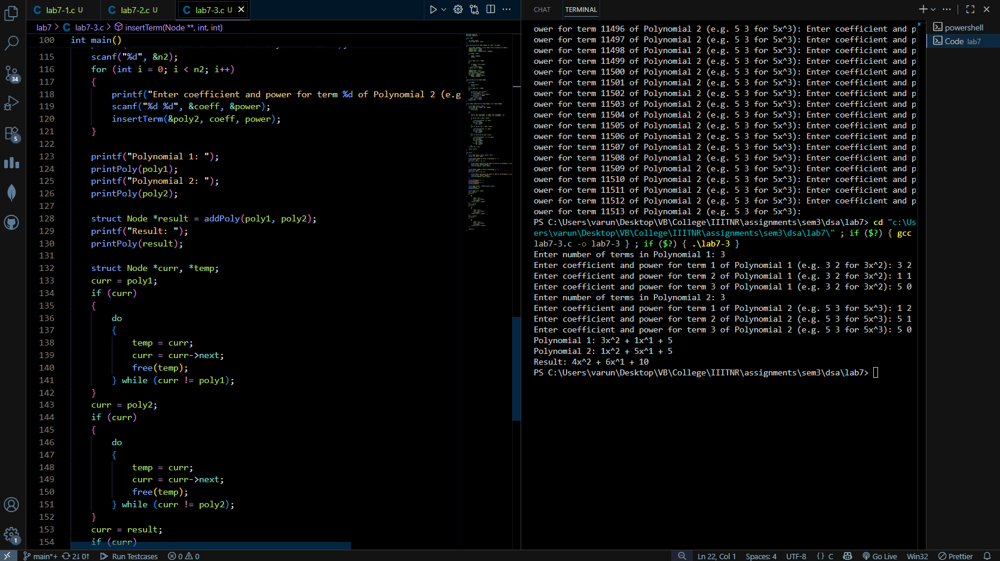 lab7-1.c U
lab7-2.c U
lab7-3.c U
lab7 > C lab7-3.c > insertTerm(Node **, int, int)
100 int main()
115 scanf("%d", &n2);
116 for (int i = 0; i < n2; i++)
117 {
118 printf("Enter coefficient and power for term %d of Polynomial 2 (e.g
119 scanf("%d %d", &coeff, &power);
120 insertTerm(&poly2, coeff, power);
121 }
122
123 printf("Polynomial 1: ");
124 printPoly(poly1);
125 printf("Polynomial 2: ");
126 printPoly(poly2);
127
128 struct Node *result = addPoly(poly1, poly2);
129 printf("Result: ");
130 printPoly(result);
131
132 struct Node *curr, *temp;
133 curr = poly1;
134 if (curr)
135 {
136 do
137 {
138 temp = curr;
139 curr = curr->next;
140 free(temp);
141 } while (curr != poly1);
142 }
143 curr = poly2;
144 if (curr)
145 {
146 do
147 {
148 temp = curr;
149 curr = curr->next;
150 free(temp);
151 } while (curr != poly2);
152 }
153 curr = result;
154 if (curr)
CHAT
TERMINAL
ower for term 11496 of Polynomial 2 (e.g. 5 3 for 5x^3): Enter coefficient and p
ower for term 11497 of Polynomial 2 (e.g. 5 3 for 5x^3): Enter coefficient and p
ower for term 11498 of Polynomial 2 (e.g. 5 3 for 5x^3): Enter coefficient and p
ower for term 11499 of Polynomial 2 (e.g. 5 3 for 5x^3): Enter coefficient and p
ower for term 11500 of Polynomial 2 (e.g. 5 3 for 5x^3): Enter coefficient and p
ower for term 11501 of Polynomial 2 (e.g. 5 3 for 5x^3): Enter coefficient and p
ower for term 11502 of Polynomial 2 (e.g. 5 3 for 5x^3): Enter coefficient and p
ower for term 11503 of Polynomial 2 (e.g. 5 3 for 5x^3): Enter coefficient and p
ower for term 11504 of Polynomial 2 (e.g. 5 3 for 5x^3): Enter coefficient and p
ower for term 11505 of Polynomial 2 (e.g. 5 3 for 5x^3): Enter coefficient and p
ower for term 11506 of Polynomial 2 (e.g. 5 3 for 5x^3): Enter coefficient and p
ower for term 11507 of Polynomial 2 (e.g. 5 3 for 5x^3): Enter coefficient and p
ower for term 11508 of Polynomial 2 (e.g. 5 3 for 5x^3): Enter coefficient and p
ower for term 11509 of Polynomial 2 (e.g. 5 3 for 5x^3): Enter coefficient and p
ower for term 11510 of Polynomial 2 (e.g. 5 3 for 5x^3): Enter coefficient and p
ower for term 11511 of Polynomial 2 (e.g. 5 3 for 5x^3): Enter coefficient and p
ower for term 11512 of Polynomial 2 (e.g. 5 3 for 5x^3): Enter coefficient and p
ower for term 11513 of Polynomial 2 (e.g. 5 3 for 5x^3):
PS C:\Users\varun\Desktop\VB\College\IIITNR\assignments\sem3\dsa\lab7> cd "c:\Us
ers\varun\Desktop\VB\College\IIITNR\assignments\sem3\dsa\lab7\" ; if ($?) { gcc
lab7-3.c -o lab7-3 } ; if ($?) { .\lab7-3 }
Enter number of terms in Polynomial 1: 3
Enter coefficient and power for term 1 of Polynomial 1 (e.g. 3 2 for 3x^2): 3 2
Enter coefficient and power for term 2 of Polynomial 1 (e.g. 3 2 for 3x^2): 1 1
Enter coefficient and power for term 3 of Polynomial 1 (e.g. 3 2 for 3x^2): 5 0
Enter number of terms in Polynomial 2: 3
Enter coefficient and power for term 1 of Polynomial 2 (e.g. 5 3 for 5x^3): 1 2
Enter coefficient and power for term 2 of Polynomial 2 (e.g. 5 3 for 5x^3): 5 1
Enter coefficient and power for term 3 of Polynomial 2 (e.g. 5 3 for 5x^3): 5 0
Polynomial 1: 3x^2 + 1x^1 + 5
Polynomial 2: 1x^2 + 5x^1 + 5
Result: 4x^2 + 6x^1 + 10
PS C:\Users\varun\Desktop\VB\College\IIITNR\assignments\sem3\dsa\lab7>
powershell
Code lab7
34
5
1
main*+ 2↓ 0↑ Run Testcases 0 0 Ln 22, Col 1 Spaces: 4 UTF-8 {} C Go Live Win32 Prettier